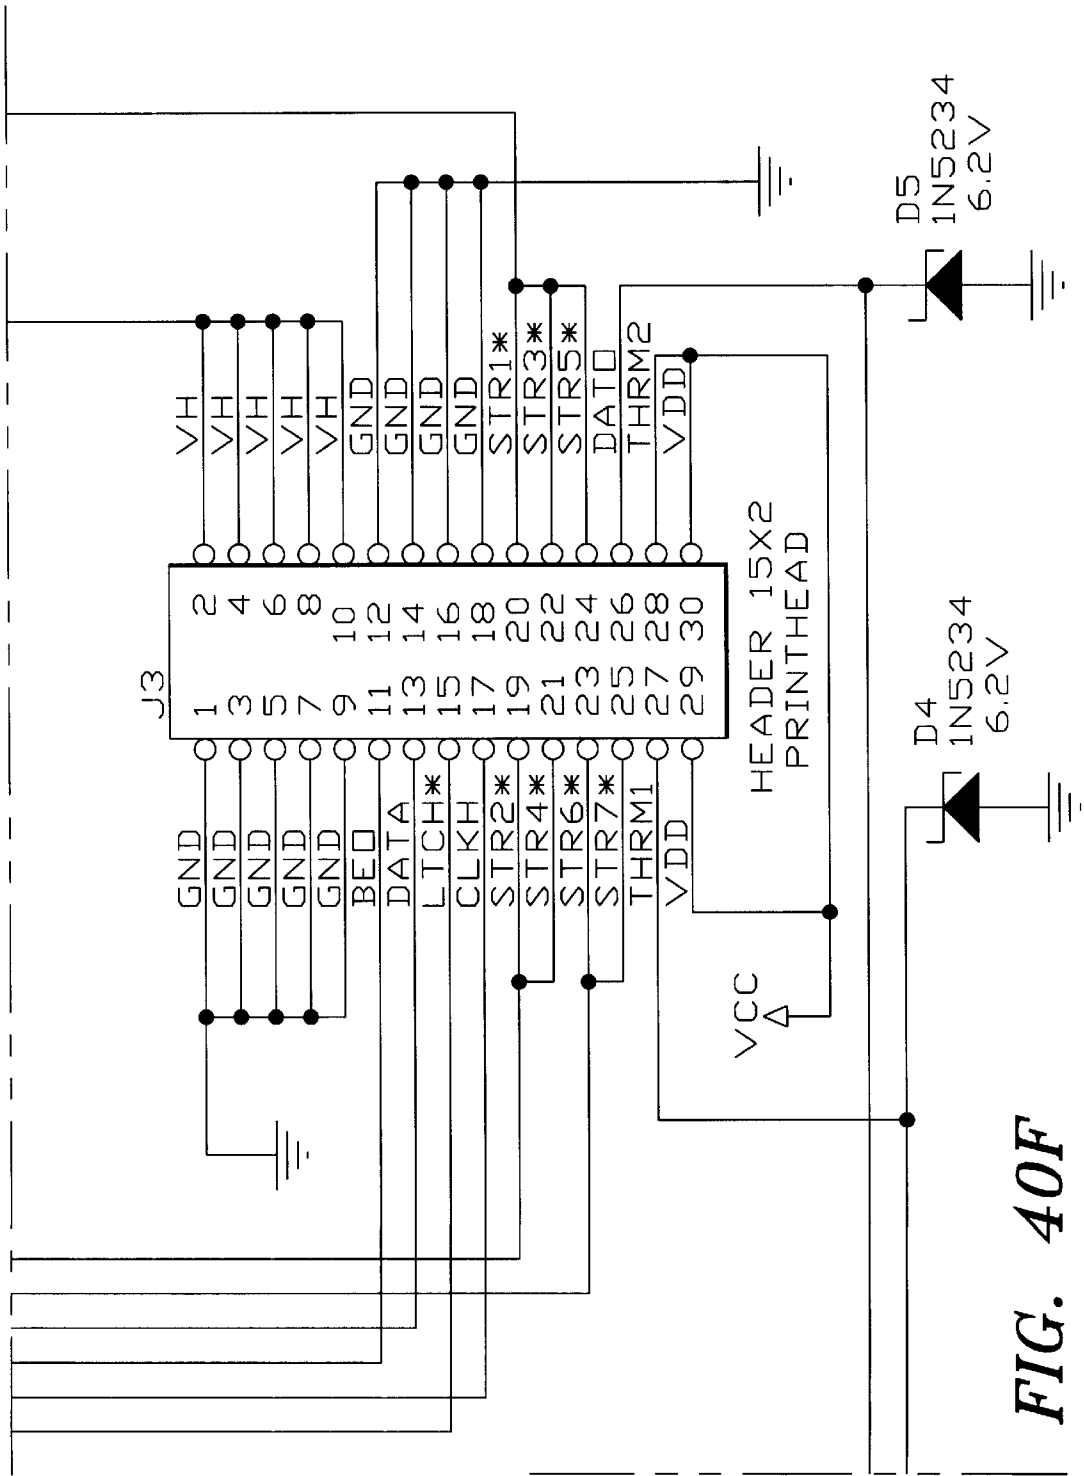 J3
VH
VH
VH
VH
VH
GND
GND
GND
GND
STR1*
STR3*
STR5*
DATO
THRM2
VDD
2
4
6
8
10
12
14
16
18
20
22
24
26
28
30
1
3
5
7
9
11
13
15
17
19
21
23
25
27
29
HEADER 15X2
PRINTHEAD
GND
GND
GND
GND
GND
BEO
DATA
LTCH*
CLKH
STR2*
STR4*
STR6*
STR7*
THRM1
VDD
VCC
D5
1N5234
6.2V
D4
1N5234
6.2V
FIG. 40F